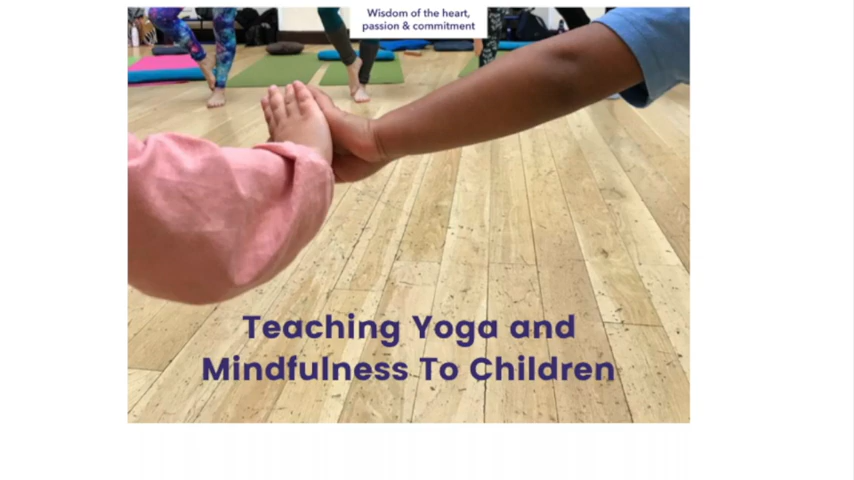 Wisdom of the heart,
passion & commitment
Teaching Yoga and
Mindfulness To Children